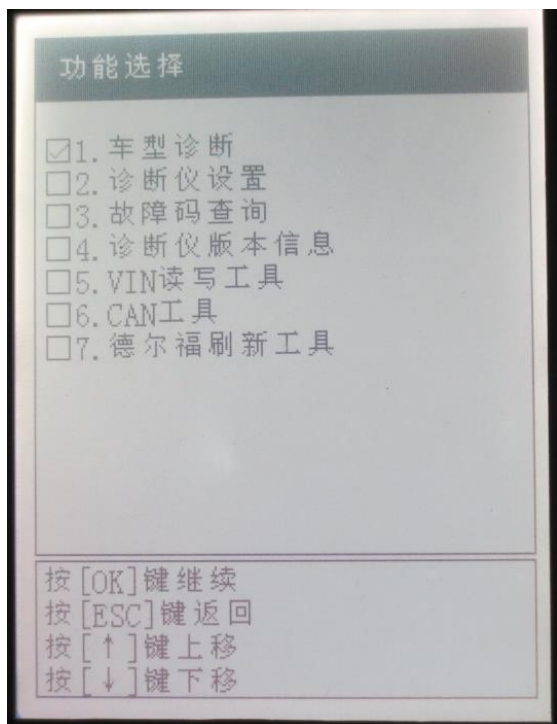 功能选择
☑1.车型诊断
☐2.诊断仪设置
☐3.故障码查询
☐4.诊断仪版本信息
☐5.VIN读写工具
☐6.CAN工具
☐7.德尔福刷新工具
按[OK]键继续
按[ESC]键返回
按[↑]键上移
按[↓]键下移